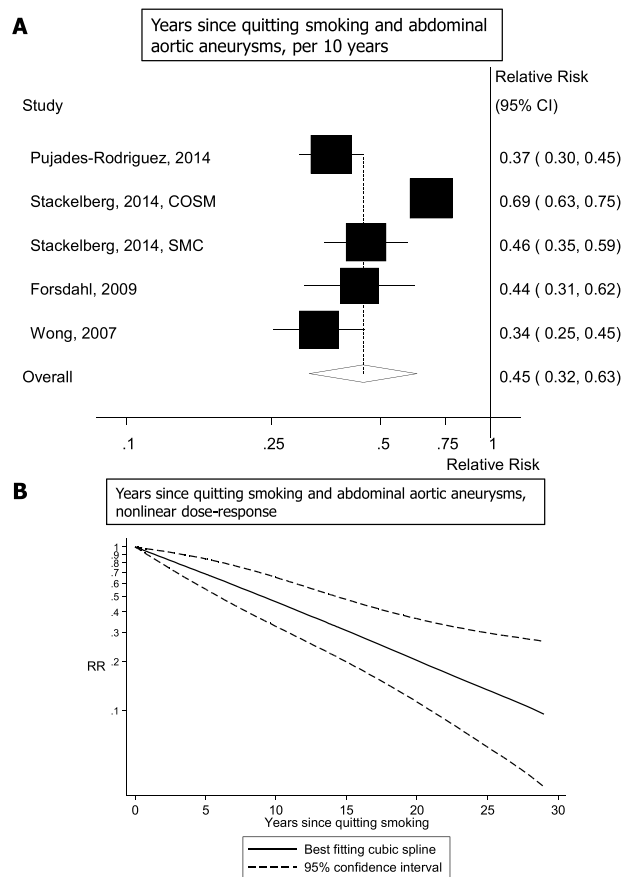 A
Years since quitting smoking and abdominal
aortic aneurysms, per 10 years
Relative Risk
Study
(95% CI)
Pujades-Rodriguez, 2014
0.37 ( 0.30, 0.45)
Stackelberg, 2014, COSM
0.69 ( 0.63, 0.75)
Stackelberg, 2014, SMC
0.46 ( 0.35, 0.59)
Forsdahl, 2009
0.44 ( 0.31, 0.62)
Wong, 2007
0.34 ( 0.25, 0.45)
Overall
0.45 ( 0.32, 0.63)
.1 .25 .5 .75 1
Relative Risk
B
Years since quitting smoking and abdominal aortic aneurysms,
nonlinear dose-response
1
.9
.8
.7
.6
.5
.4
.3
.2
RR
.1
0 5 10 15 20 25 30
Years since quitting smoking
Best fitting cubic spline
95% confidence interval